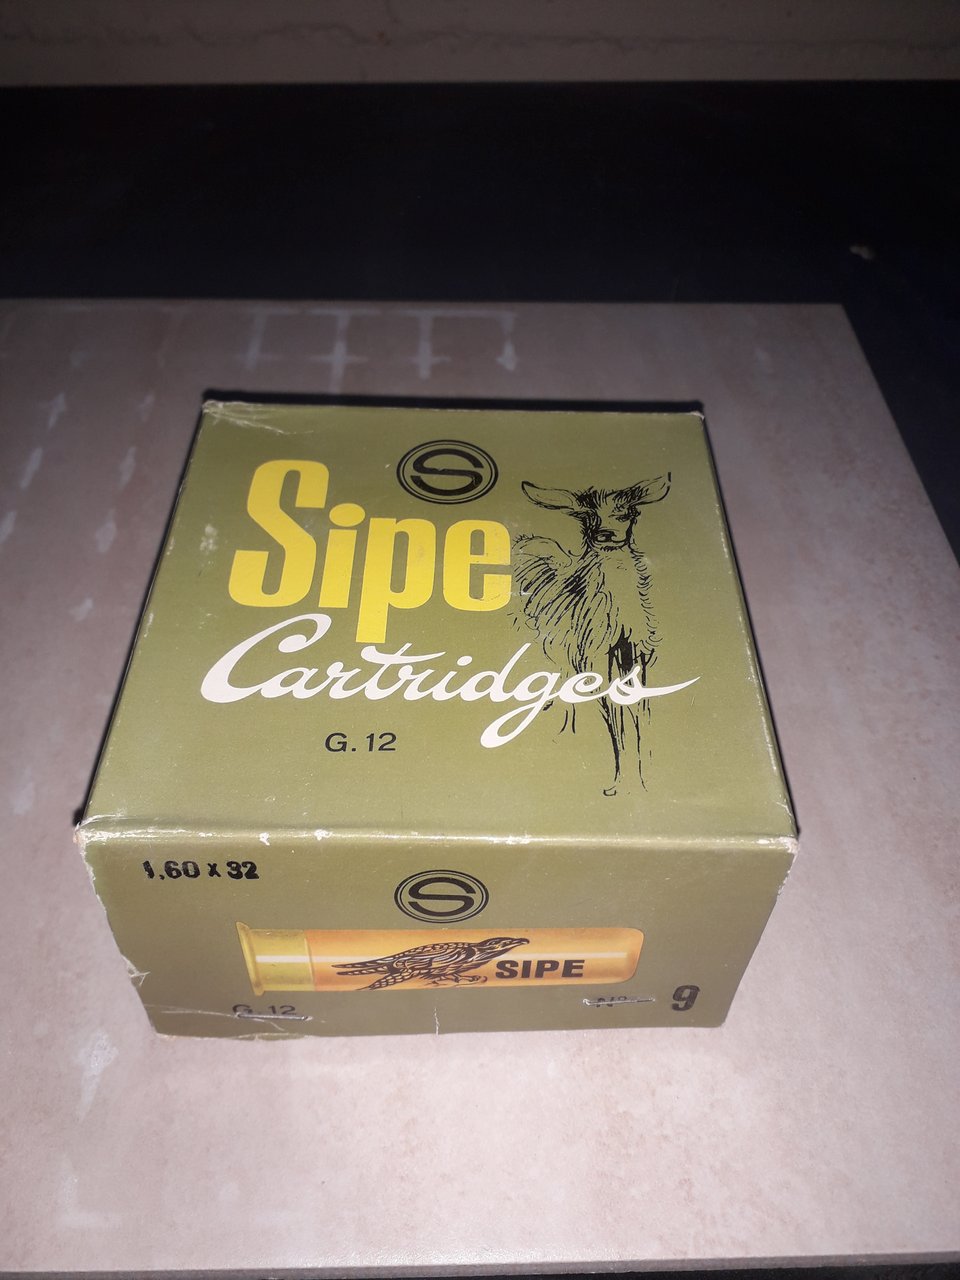 S
Sipe
Cartridges
G. 12
1,60 x 32
S
SIPE
G. 12
Nº 9